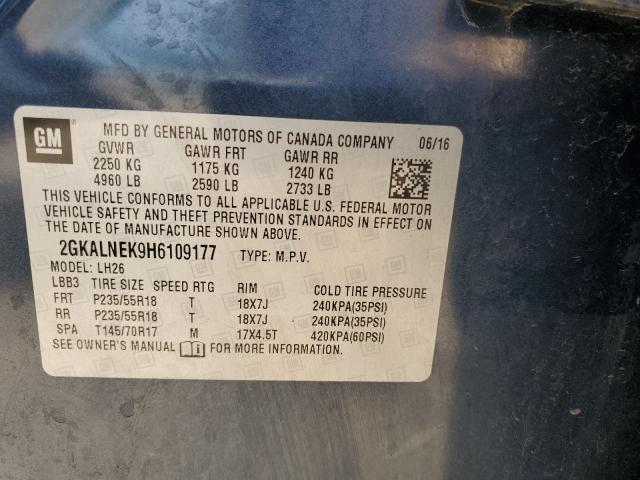 GM
MFD BY GENERAL MOTORS OF CANADA COMPANY 06/16
GVWR GAWR FRT GAWR RR
2250 KG 1175 KG 1240 KG
4960 LB 2590 LB 2733 LB
THIS VEHICLE CONFORMS TO ALL APPLICABLE U.S. FEDERAL MOTOR
VEHICLE SAFETY AND THEFT PREVENTION STANDARDS IN EFFECT ON
THE DATE OF MANUFACTURE SHOWN ABOVE.
2GKALNEK9H6109177 TYPE: M.P.V.
MODEL: LH26
LBB3 TIRE SIZE SPEED RTG RIM COLD TIRE PRESSURE
FRT P235/55R18 T 18X7J 240KPA(35PSI)
RR P235/55R18 T 18X7J 240KPA(35PSI)
SPA T145/70R17 M 17X4.5T 420KPA(60PSI)
SEE OWNER'S MANUAL FOR MORE INFORMATION.